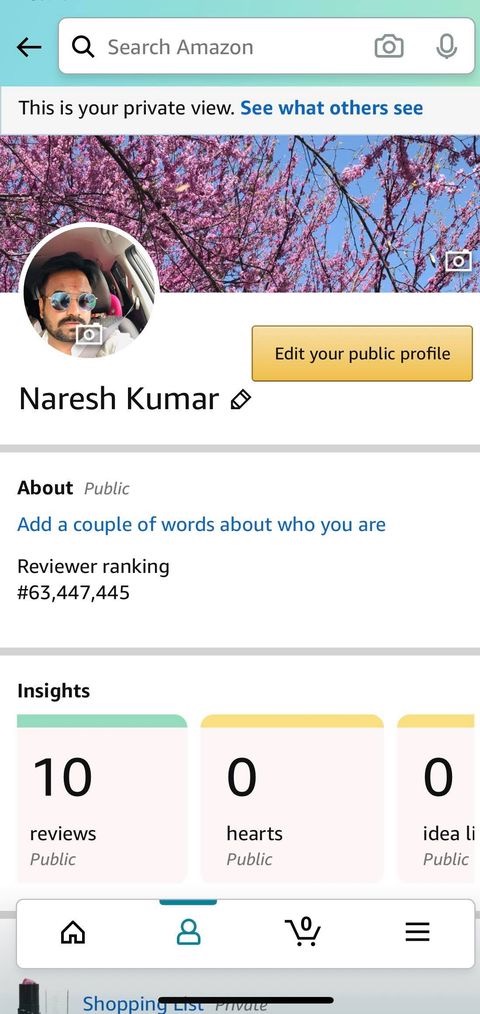 Search Amazon
This is your private view. See what others see
Edit your public profile
Naresh Kumar
About Public
Add a couple of words about who you are
Reviewer ranking
#63,447,445
Insights
10 0 0
reviews hearts idea li
Public Public Public
0
Shopping List Private